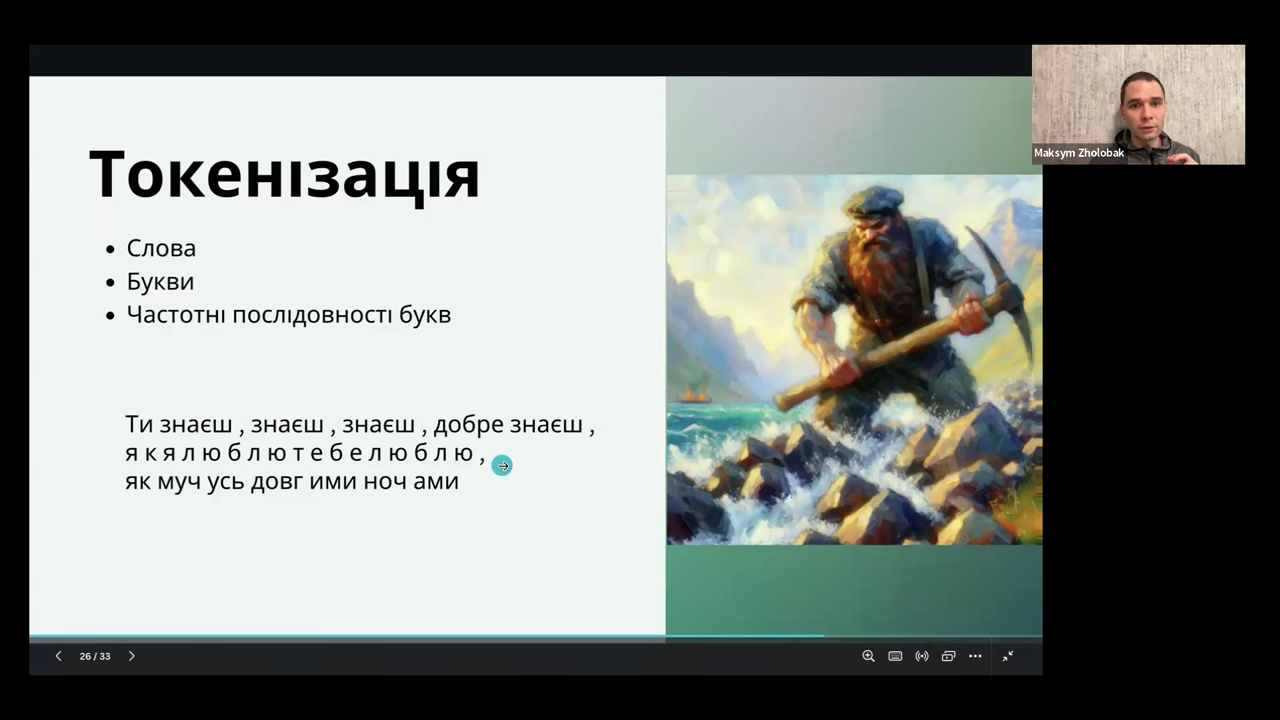 Токенізація
Слова
Букви
Частотні послідовності букв
Ти знаєш , знаєш , знаєш , добре знаєш ,
я к я л ю б л ю т е б е л ю б л ю ,
як муч усь довг ими ноч ами
26 / 33
Maksym Zholobak